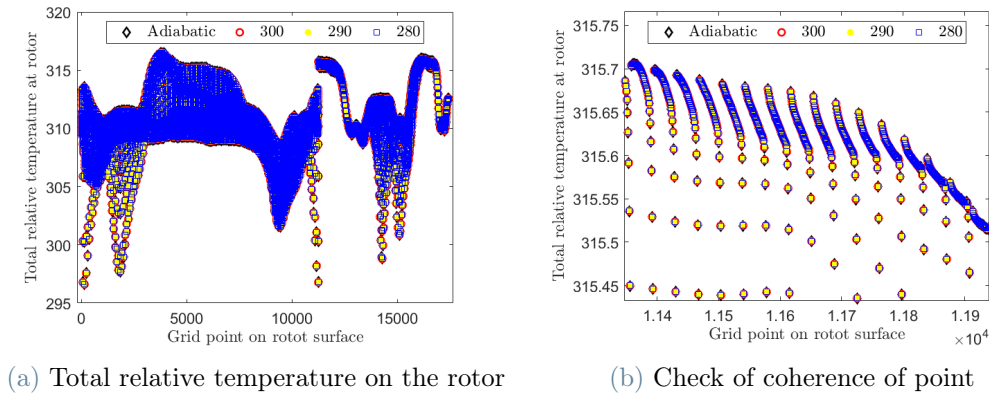 320
315
310
305
300
295
Total relative temperature at rotor
Adiabatic 300 290 280
0 5000 10000 15000
Grid point on rotot surface
(a) Total relative temperature on the rotor
315.75
315.7
315.65
315.6
315.55
315.5
315.45
Total relative temperature at rotor
Adiabatic 300 290 280
1.14 1.15 1.16 1.17 1.18 1.19
×10⁴
Grid point on rotot surface
(b) Check of coherence of point